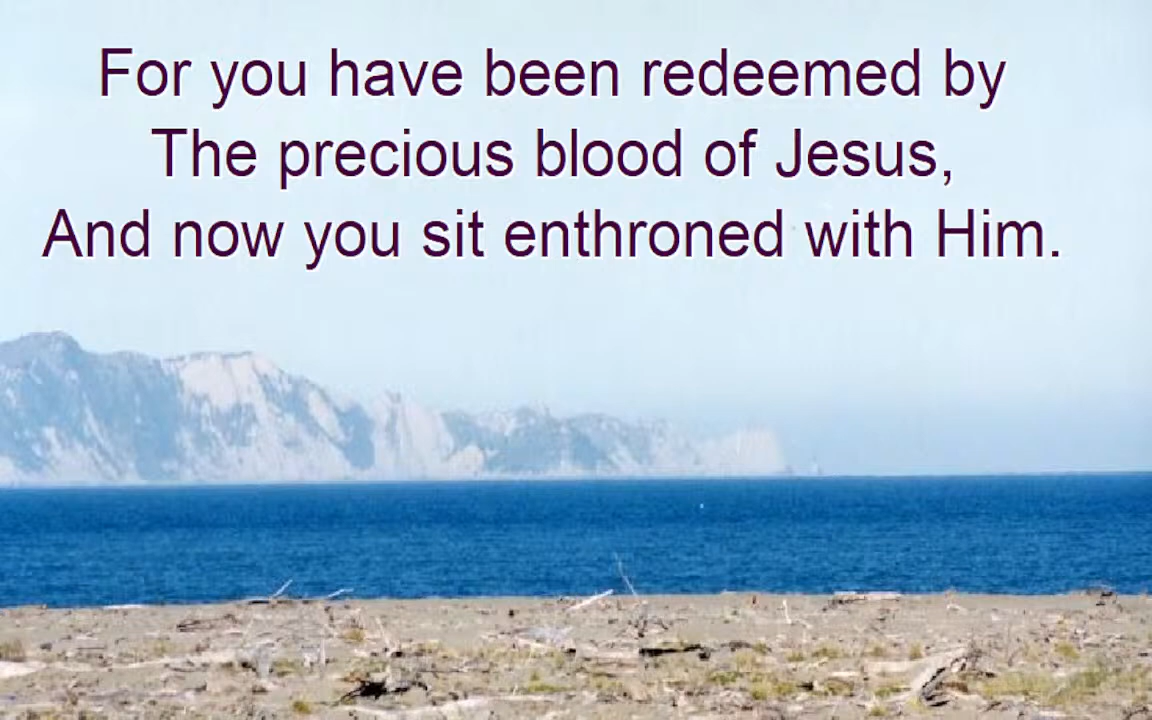 For you have been redeemed by
The precious blood of Jesus,
And now you sit enthroned with Him.